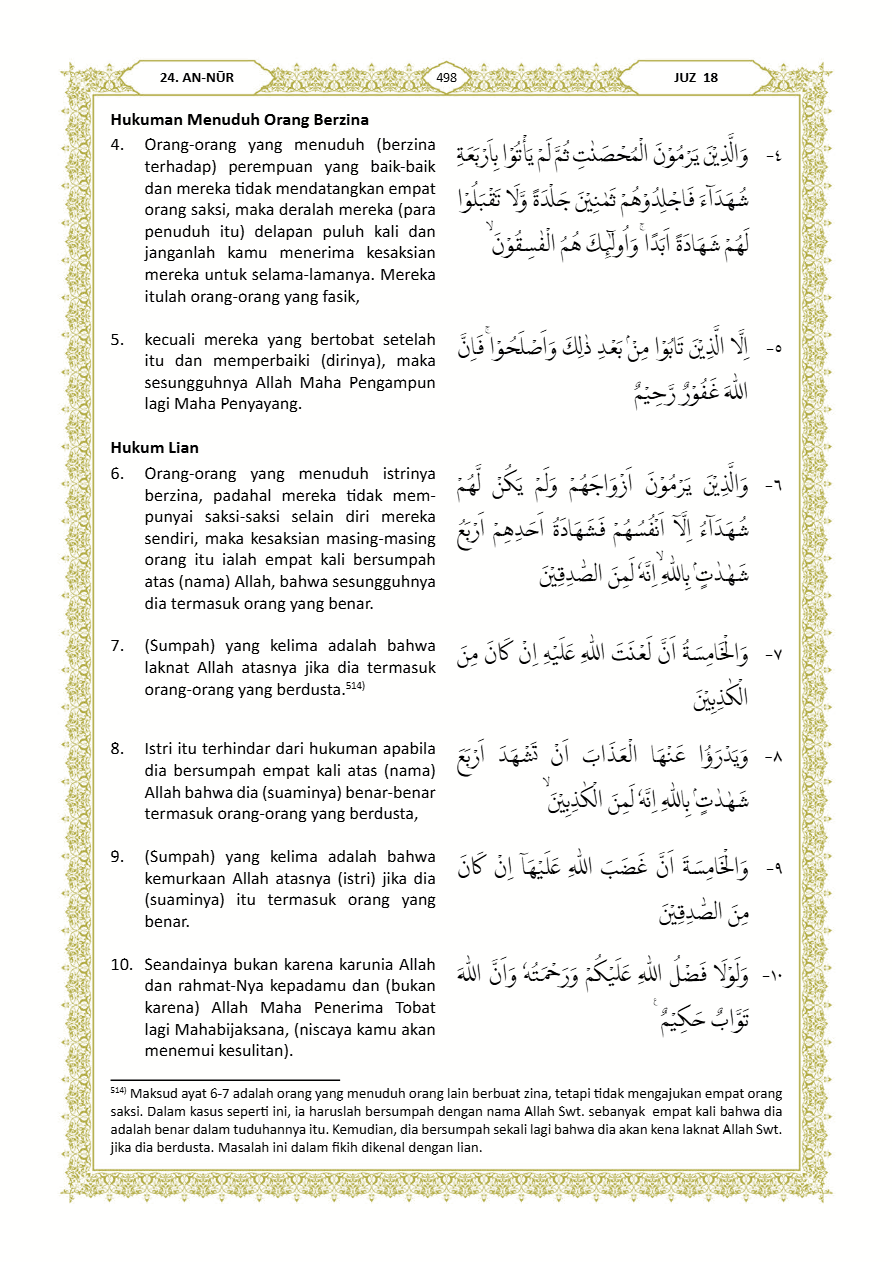 24. AN-NŪR
498
JUZ 18
Hukuman Menuduh Orang Berzina
4. Orang-orang yang menuduh (berzina
terhadap) perempuan yang baik-baik
dan mereka tidak mendatangkan empat
orang saksi, maka deralah mereka (para
penuduh itu) delapan puluh kali dan
janganlah kamu menerima kesaksian
mereka untuk selama-lamanya. Mereka
itulah orang-orang yang fasik,
٤- وَالَّذِيْنَ يَرْمُوْنَ الْمُحْصَنٰتِ ثُمَّ لَمْ يَأْتُوْا بِاَرْبَعَةِ
شُهَدَاۤءَ فَاجْلِدُوْهُمْ ثَمٰنِيْنَ جَلْدَةً وَّلَا تَقْبَلُوْا
لَهُمْ شَهَادَةً اَبَدًاۚ وَاُولٰۤىِٕكَ هُمُ الْفٰسِقُوْنَۙ
5. kecuali mereka yang bertobat setelah
itu dan memperbaiki (dirinya), maka
sesungguhnya Allah Maha Pengampun
lagi Maha Penyayang.
٥- اِلَّا الَّذِيْنَ تَابُوْا مِنْۢ بَعْدِ ذٰلِكَ وَاَصْلَحُوْاۚ فَاِنَّ
اللّٰهَ غَفُوْرٌ رَّحِيْمٌ
Hukum Lian
6. Orang-orang yang menuduh istrinya
berzina, padahal mereka tidak mem-
punyai saksi-saksi selain diri mereka
sendiri, maka kesaksian masing-masing
orang itu ialah empat kali bersumpah
atas (nama) Allah, bahwa sesungguhnya
dia termasuk orang yang benar.
٦- وَالَّذِيْنَ يَرْمُوْنَ اَزْوَاجَهُمْ وَلَمْ يَكُنْ لَّهُمْ
شُهَدَاۤءُ اِلَّآ اَنْفُسُهُمْ فَشَهَادَةُ اَحَدِهِمْ اَرْبَعُ
شَهٰدٰتٍۢ بِاللّٰهِۙ اِنَّهٗ لَمِنَ الصّٰدِقِيْنَ
7. (Sumpah) yang kelima adalah bahwa
laknat Allah atasnya jika dia termasuk
orang-orang yang berdusta.514)
٧- وَالْخَامِسَةُ اَنَّ لَعْنَتَ اللّٰهِ عَلَيْهِ اِنْ كَانَ مِنَ
الْكٰذِبِيْنَ
8. Istri itu terhindar dari hukuman apabila
dia bersumpah empat kali atas (nama)
Allah bahwa dia (suaminya) benar-benar
termasuk orang-orang yang berdusta,
٨- وَيَدْرَؤُا عَنْهَا الْعَذَابَ اَنْ تَشْهَدَ اَرْبَعَ
شَهٰدٰتٍۢ بِاللّٰهِ اِنَّهٗ لَمِنَ الْكٰذِبِيْنَۙ
9. (Sumpah) yang kelima adalah bahwa
kemurkaan Allah atasnya (istri) jika dia
(suaminya) itu termasuk orang yang
benar.
٩- وَالْخَامِسَةَ اَنَّ غَضَبَ اللّٰهِ عَلَيْهَآ اِنْ كَانَ
مِنَ الصّٰدِقِيْنَ
10. Seandainya bukan karena karunia Allah
dan rahmat-Nya kepadamu dan (bukan
karena) Allah Maha Penerima Tobat
lagi Mahabijaksana, (niscaya kamu akan
menemui kesulitan).
١٠- وَلَوْلَا فَضْلُ اللّٰهِ عَلَيْكُمْ وَرَحْمَتُهٗ وَاَنَّ اللّٰهَ
تَوَّابٌ حَكِيْمٌࣖ
514) Maksud ayat 6-7 adalah orang yang menuduh orang lain berbuat zina, tetapi tidak mengajukan empat orang
saksi. Dalam kasus seperti ini, ia haruslah bersumpah dengan nama Allah Swt. sebanyak empat kali bahwa dia
adalah benar dalam tuduhannya itu. Kemudian, dia bersumpah sekali lagi bahwa dia akan kena laknat Allah Swt.
jika dia berdusta. Masalah ini dalam fikih dikenal dengan lian.